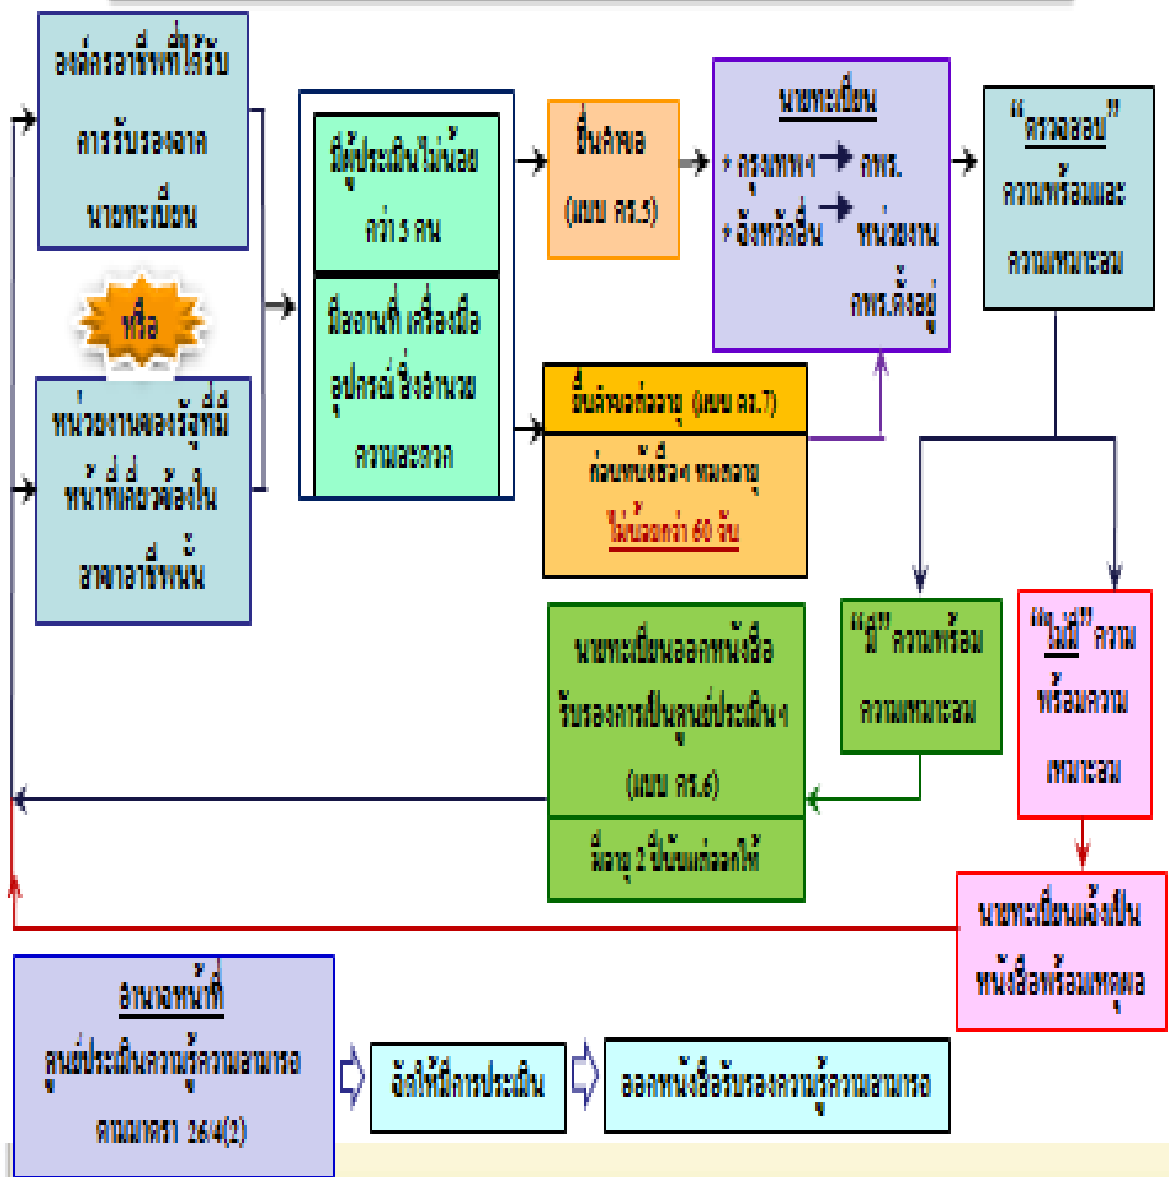 องค์กรอาชีพที่ได้รับ
การรับรองจาก
นายทะเบียน
หรือ
หน่วยงานของรัฐที่มี
หน้าที่เกี่ยวข้องใน
สาขาอาชีพนั้น
มีผู้ประเมินไม่น้อย
กว่า 3 คน
มีสถานที่ เครื่องมือ
อุปกรณ์ สิ่งอำนวย
ความสะดวก
ยื่นคำขอ
(แบบ คร.5)
ยื่นคำขอต่ออายุ (แบบ คร.7)
ก่อนหนังสือฯ หมดอายุ
ไม่น้อยกว่า 60 วัน
นายทะเบียน
* กรุงเทพฯ กพร.
* จังหวัดอื่น หน่วยงาน
กพร.ตั้งอยู่
“ตรวจสอบ”
ความพร้อมและ
ความเหมาะสม
“มี” ความพร้อม
ความเหมาะสม
“ไม่มี” ความ
พร้อมความ
เหมาะสม
นายทะเบียนออกหนังสือ
รับรองการเป็นศูนย์ประเมินฯ
(แบบ คร.6)
มีอายุ 2 ปีนับแต่ออกให้
นายทะเบียนแจ้งเป็น
หนังสือพร้อมเหตุผล
อำนาจหน้าที่
ศูนย์ประเมินความรู้ความสามารถ
ตามมาตรา 26/4(2)
จัดให้มีการประเมิน
ออกหนังสือรับรองความรู้ความสามารถ